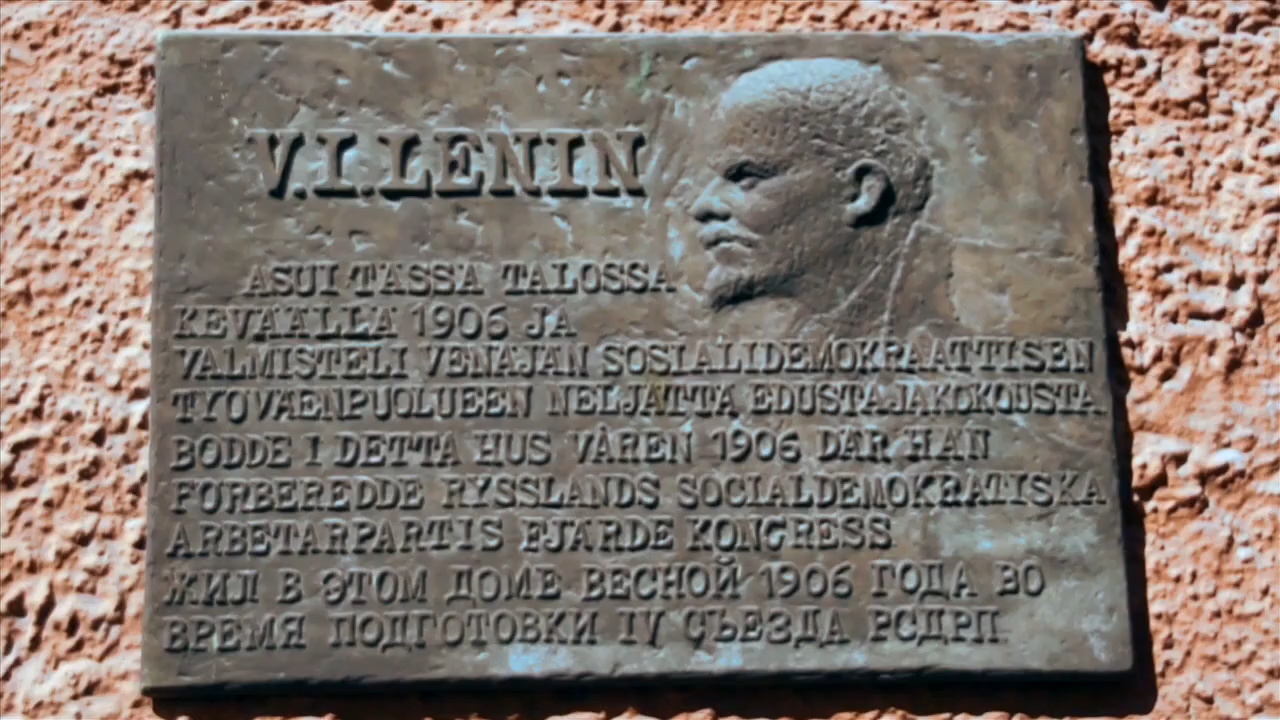 V.I.LENIN
ASUI TÄSSÄ TALOSSA
KEVÄÄLLÄ 1906 JA
VALMISTELI VENÄJÄN SOSIALIDEMOKRAATTISEN
TYÖVÄENPUOLUEEN NELJÄTTÄ EDUSTAJAKOKOUSTA
BODDE I DETTA HUS VÅREN 1906 DÄR HAN
FÖRBEREDDE RYSSLANDS SOCIALDEMOKRATISKA
ARBETARPARTIS FJÄRDE KONGRESS
ЖИЛ В ЭТОМ ДОМЕ ВЕСНОЙ 1906 ГОДА ВО
ВРЕМЯ ПОДГОТОВКИ IV СЪЕЗДА РСДРП